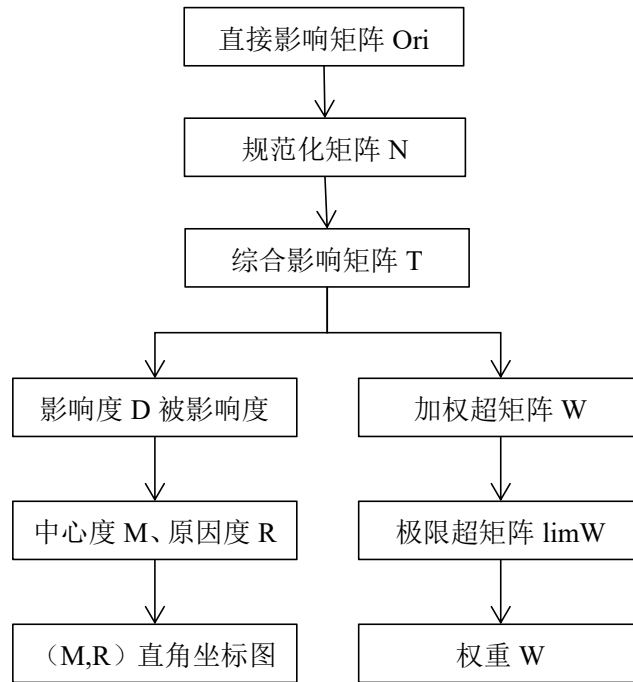 直接影响矩阵 Ori
规范化矩阵 N
综合影响矩阵 T
影响度 D 被影响度
加权超矩阵 W
中心度 M、原因度 R
极限超矩阵 limW
（M,R）直角坐标图
权重 W